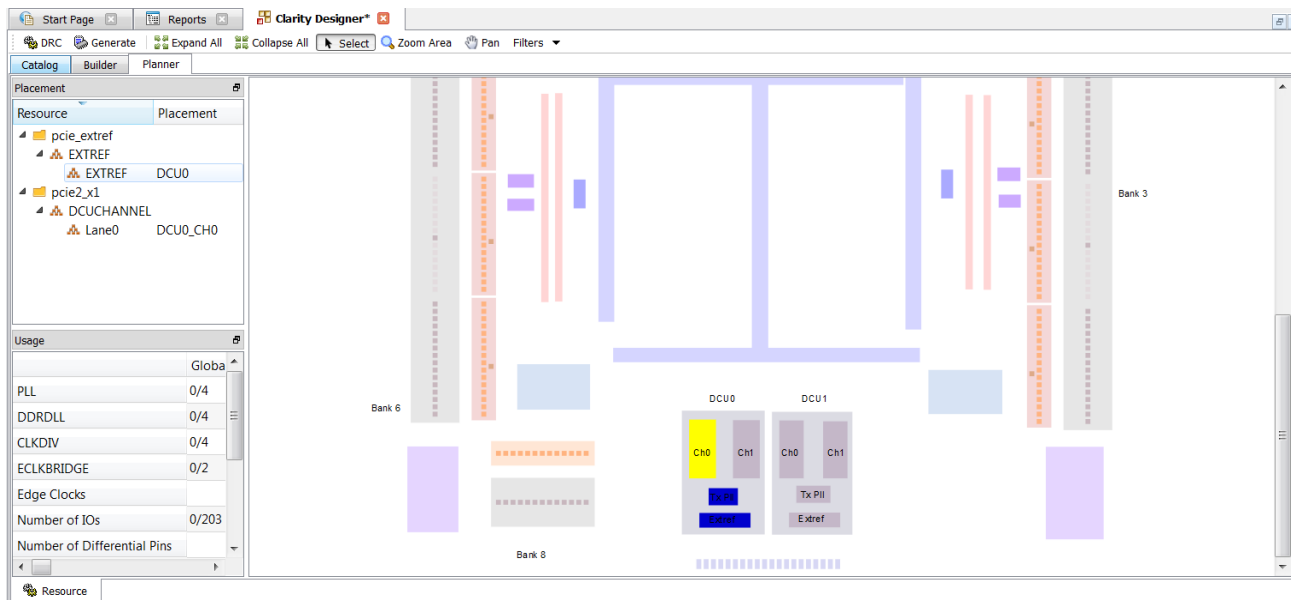 Start Page Reports Clarity Designer*
DRC Generate Expand All Collapse All Select Zoom Area Pan Filters
Catalog Builder Planner
Placement
Resource Placement
pcie_extref
EXTREF
EXTREF DCU0
pcie2_x1
DCUCHANNEL
Lane0 DCU0_CH0
Usage
Globa
PLL 0/4
DDRDLL 0/4
CLKDIV 0/4
ECLKBRIDGE 0/2
Edge Clocks
Number of IOs 0/203
Number of Differential Pins
Resource
Bank 3
Bank 6
DCU0 DCU1
Ch0 Ch1 Ch0 Ch1
Tx Pll
Extref Extref
Bank 8